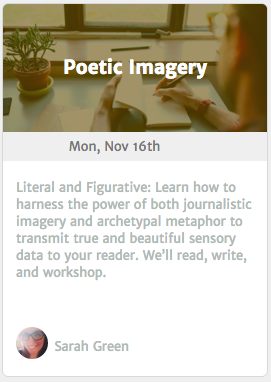 Poetic Imagery
Mon, Nov 16th
Literal and Figurative: Learn how to
harness the power of both journalistic
imagery and archetypal metaphor to
transmit true and beautiful sensory
data to your reader. We'll read, write,
and workshop.
Sarah Green